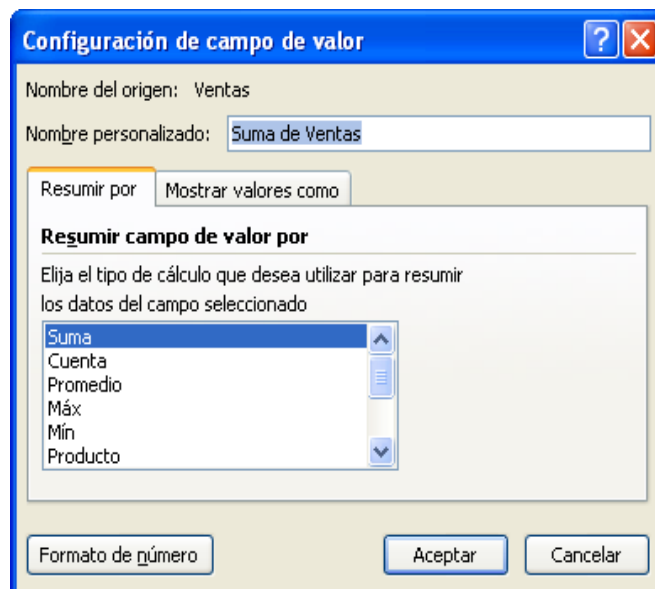 Configuración de campo de valor
Nombre del origen: Ventas
Nombre personalizado: Suma de Ventas
Resumir por Mostrar valores como
Resumir campo de valor por
Elija el tipo de cálculo que desea utilizar para resumir
los datos del campo seleccionado
Suma
Cuenta
Promedio
Máx
Mín
Producto
Formato de número Aceptar Cancelar